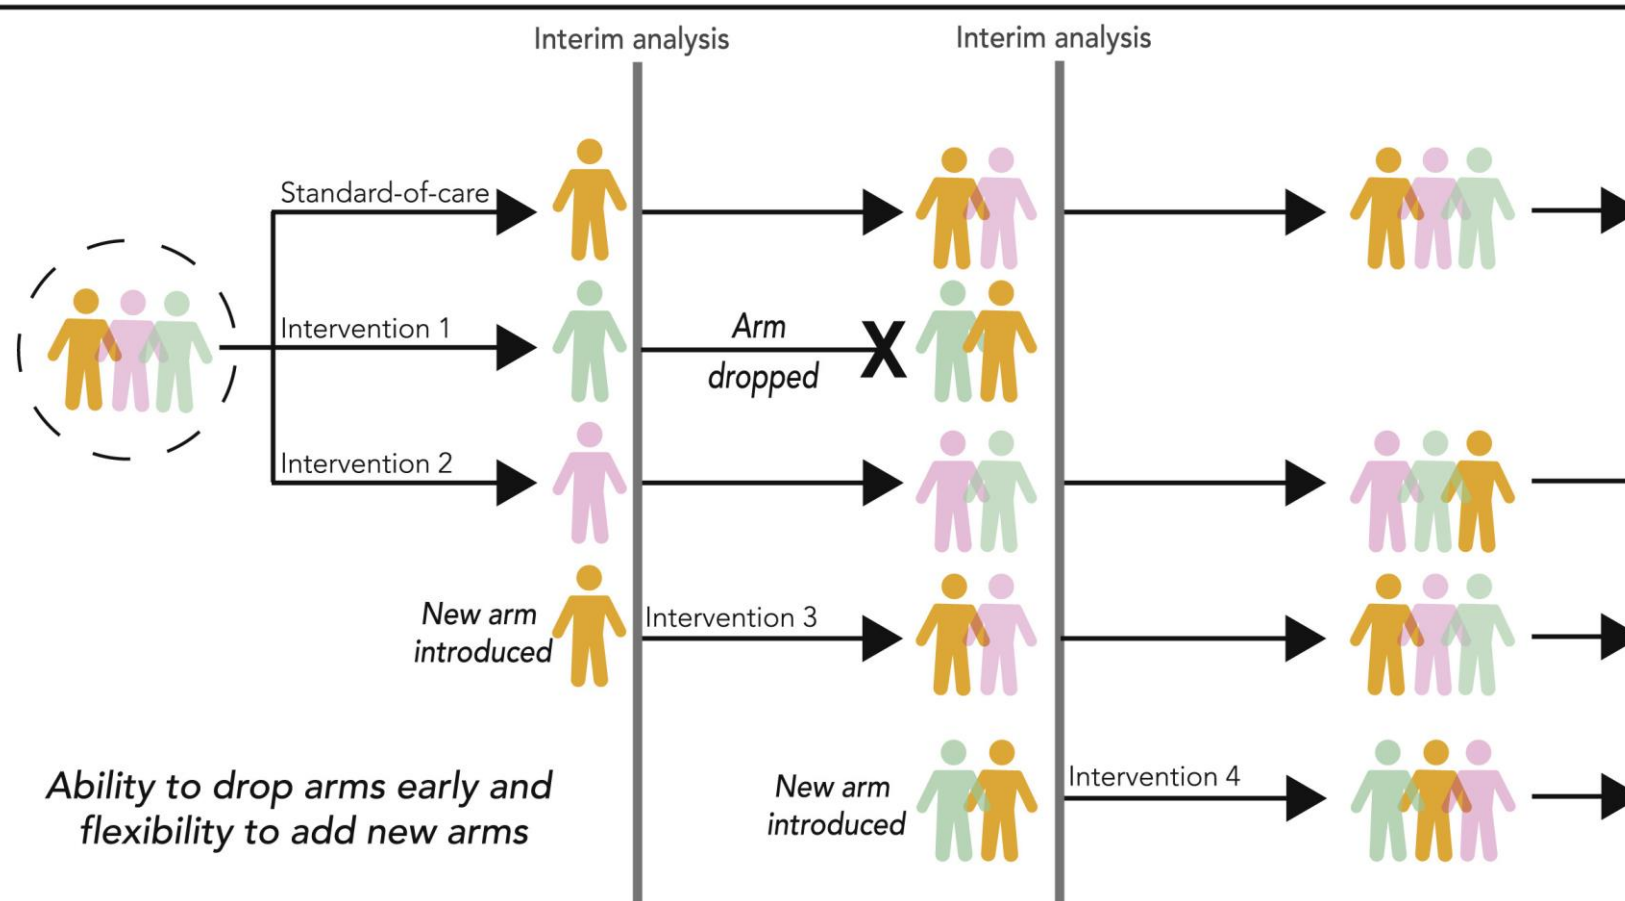 Interim analysis
Interim analysis
Standard-of-care
Intervention 1
Arm
dropped
X
Intervention 2
New arm
introduced
Intervention 3
Ability to drop arms early and
flexibility to add new arms
New arm
introduced
Intervention 4